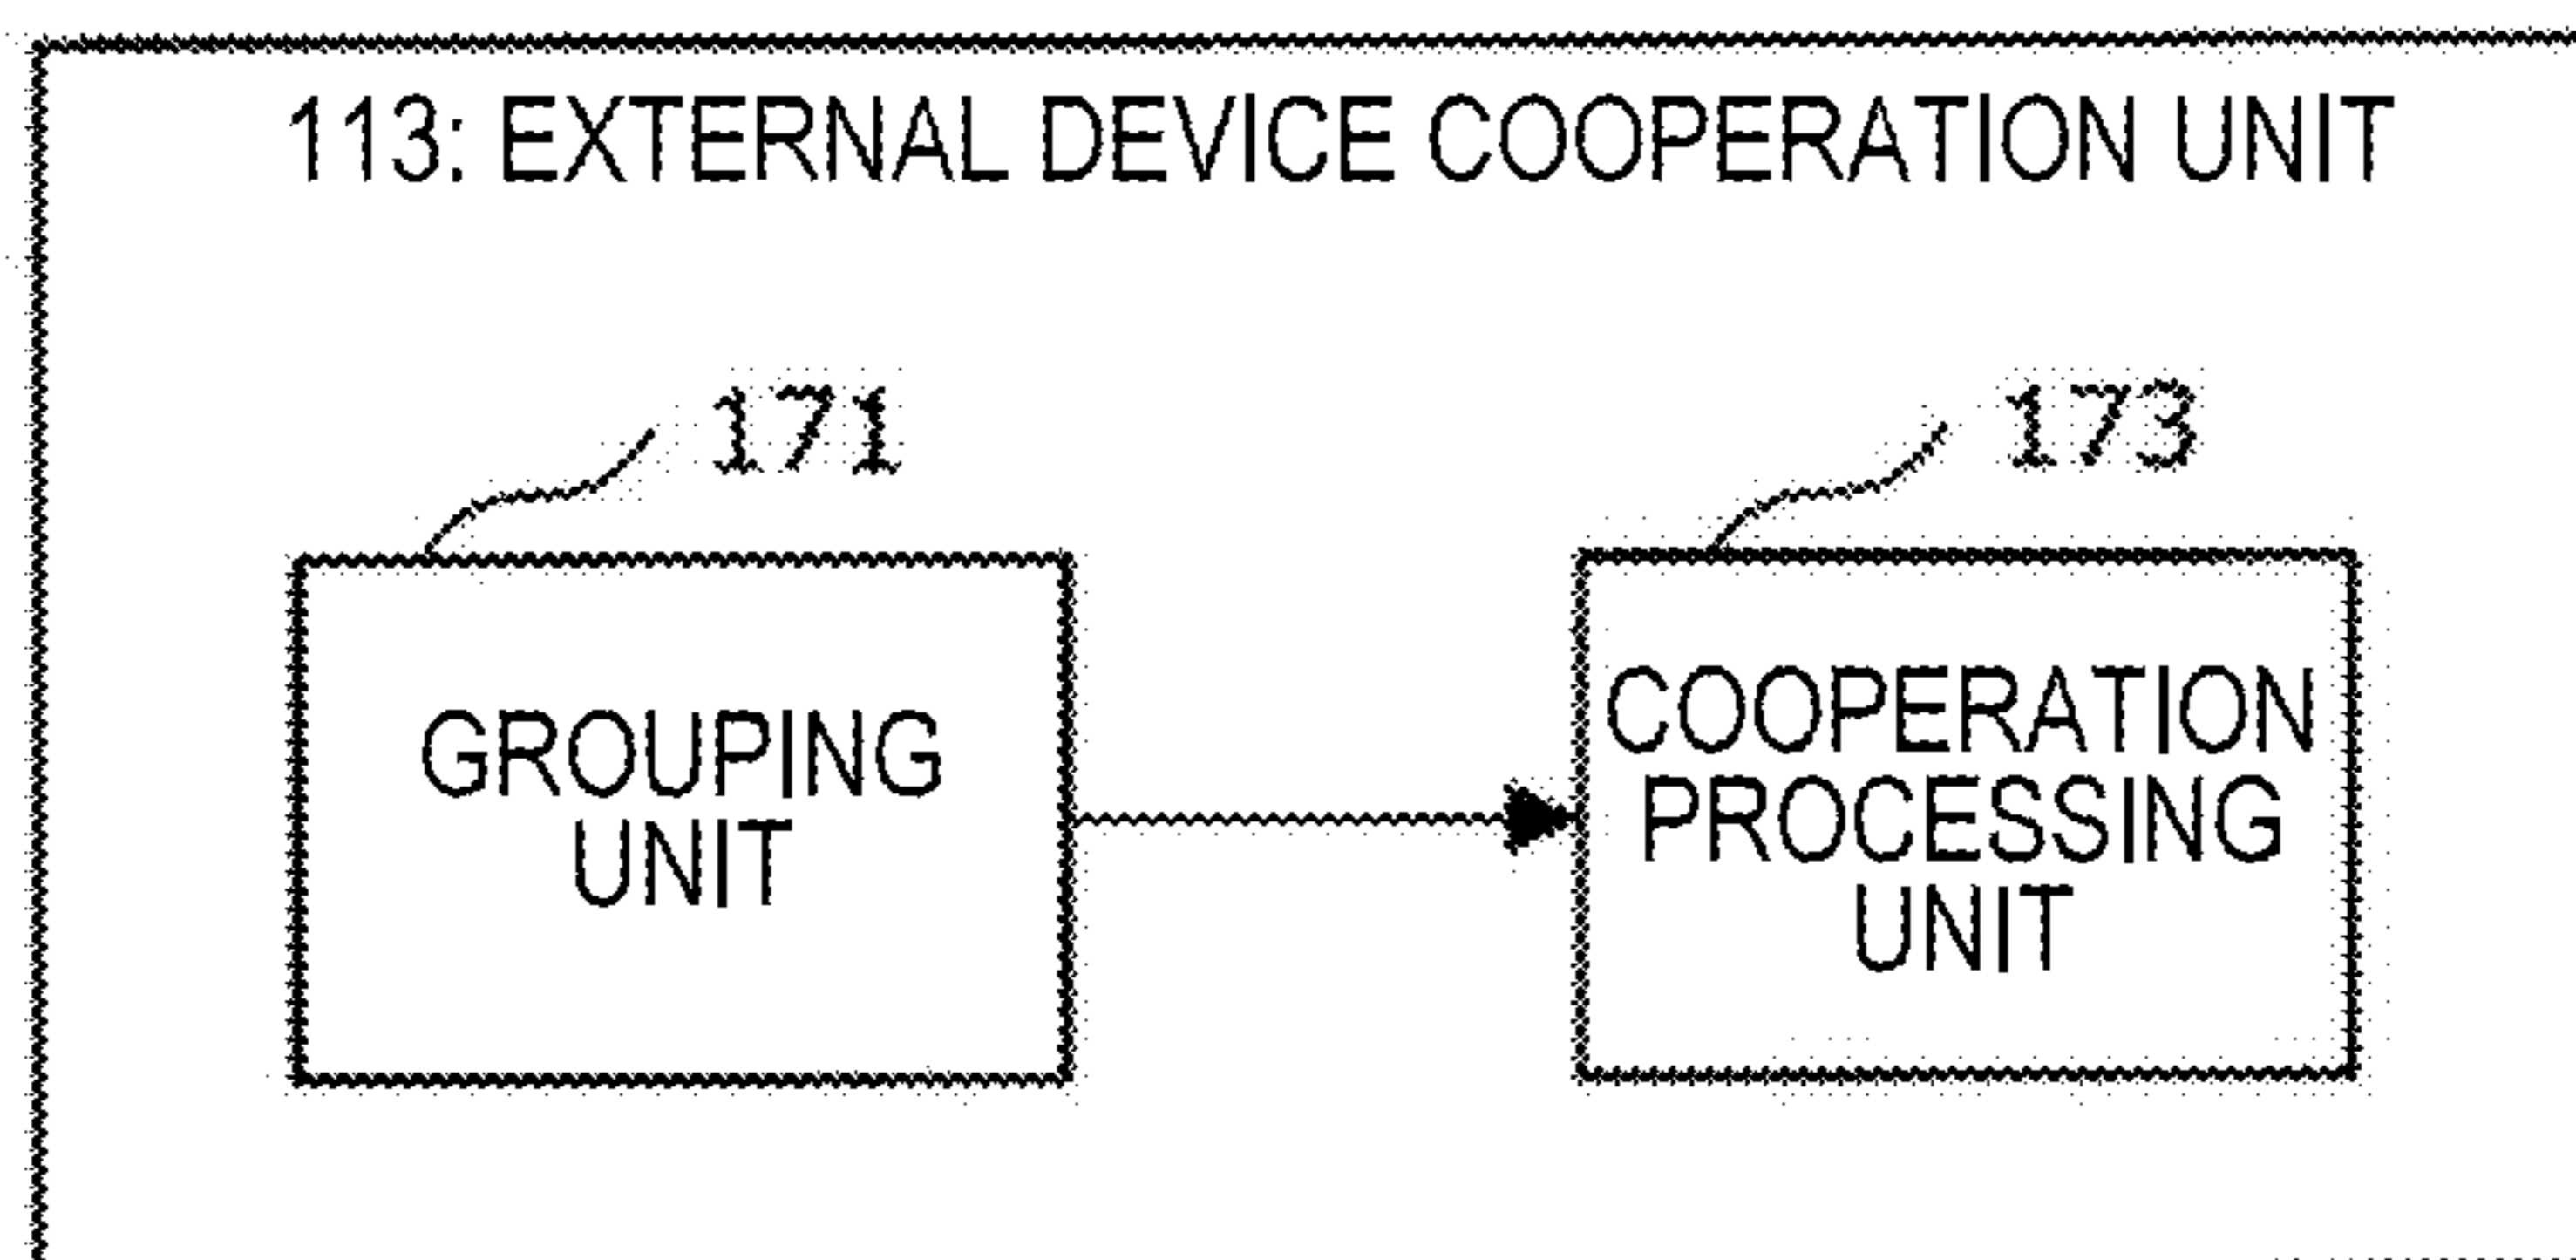 113: EXTERNAL DEVICE COOPERATION UNIT
171
173
GROUPING
UNIT
COOPERATION
PROCESSING
UNIT